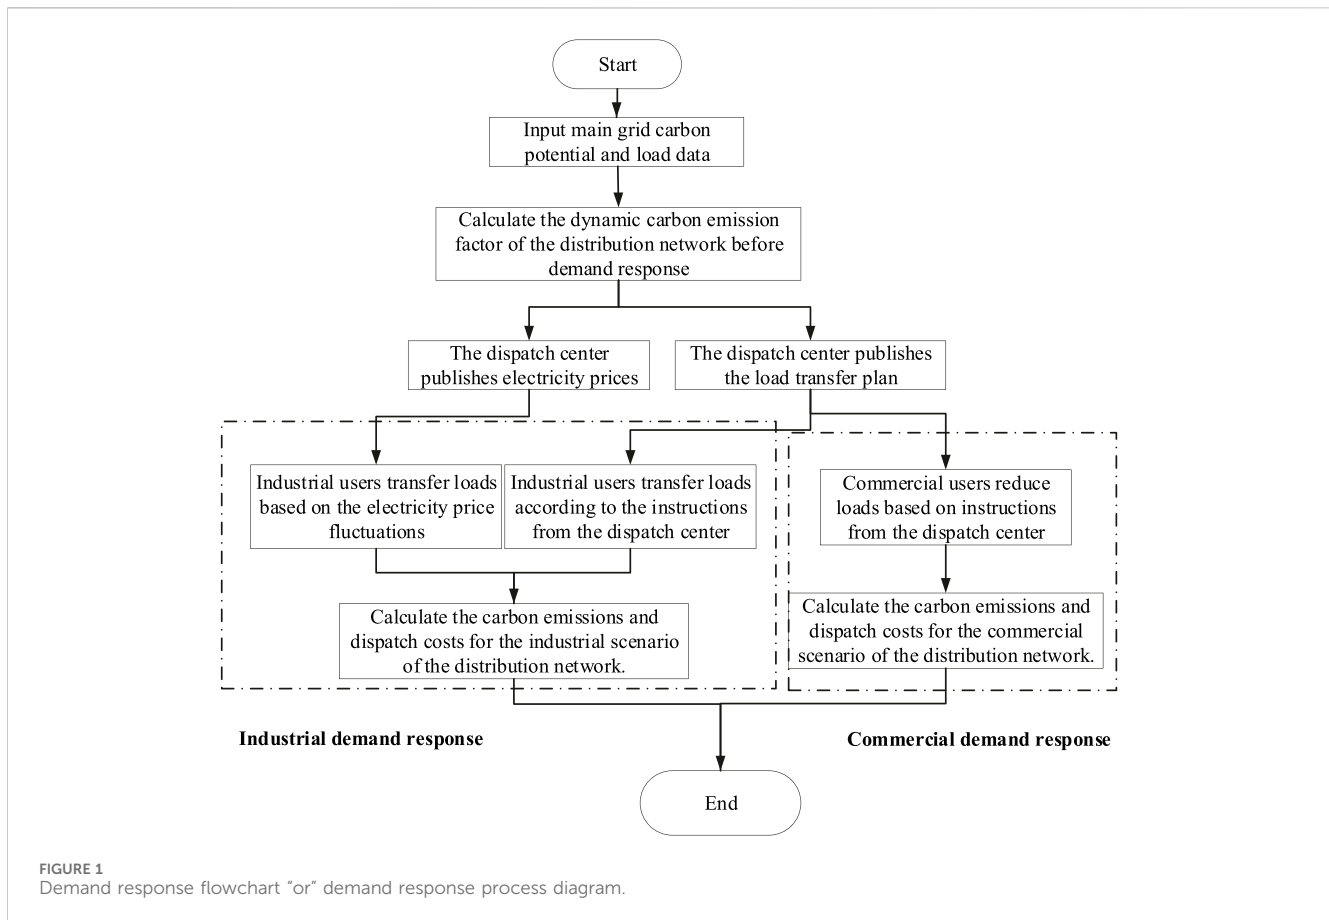 Start
Input main grid carbon
potential and load data
Calculate the dynamic carbon emission
factor of the distribution network before
demand response
The dispatch center
publishes electricity prices
The dispatch center publishes
the load transfer plan
Industrial users transfer loads
based on the electricity price
fluctuations
Industrial users transfer loads
according to the instructions
from the dispatch center
Commercial users reduce
loads based on instructions
from the dispatch center
Calculate the carbon emissions and
dispatch costs for the industrial scenario
of the distribution network.
Calculate the carbon emissions and
dispatch costs for the commercial
scenario of the distribution network.
Industrial demand response
Commercial demand response
End
FIGURE 1
Demand response flowchart “or” demand response process diagram.